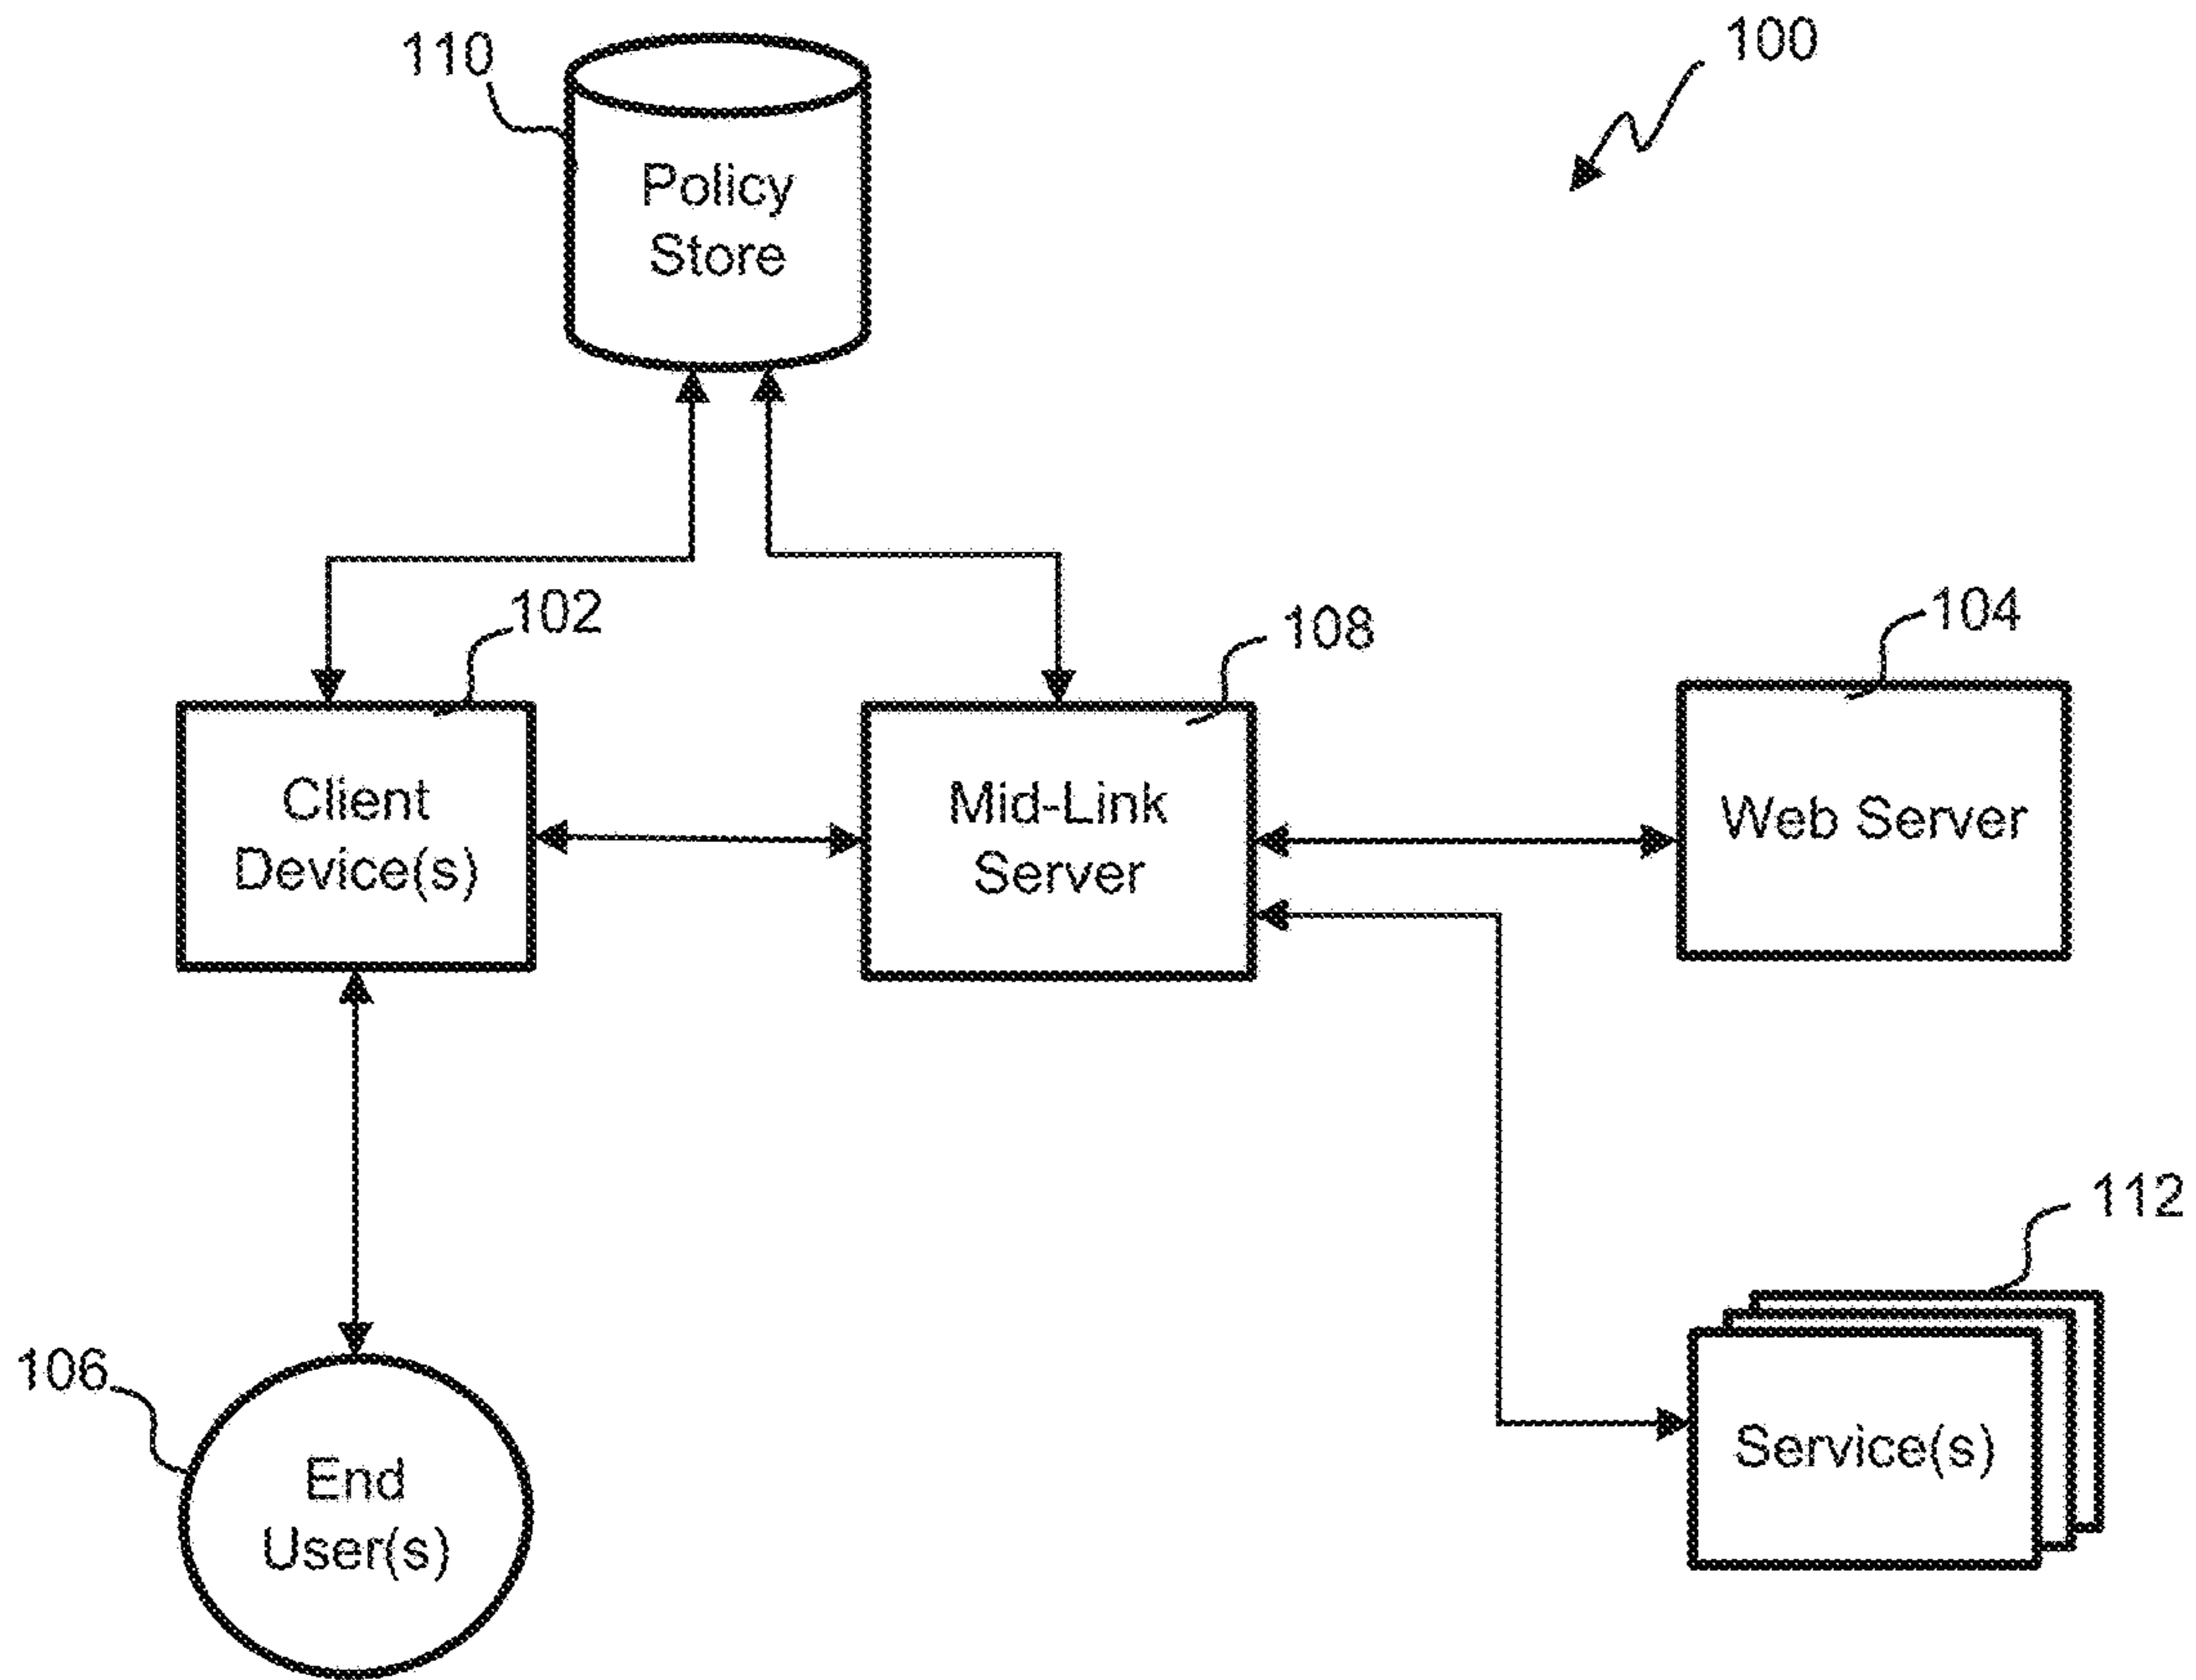 110
100
Policy
Store
102
108
104
Client
Device(s)
Mid-Link
Server
Web Server
112
106
End
User(s)
Service(s)